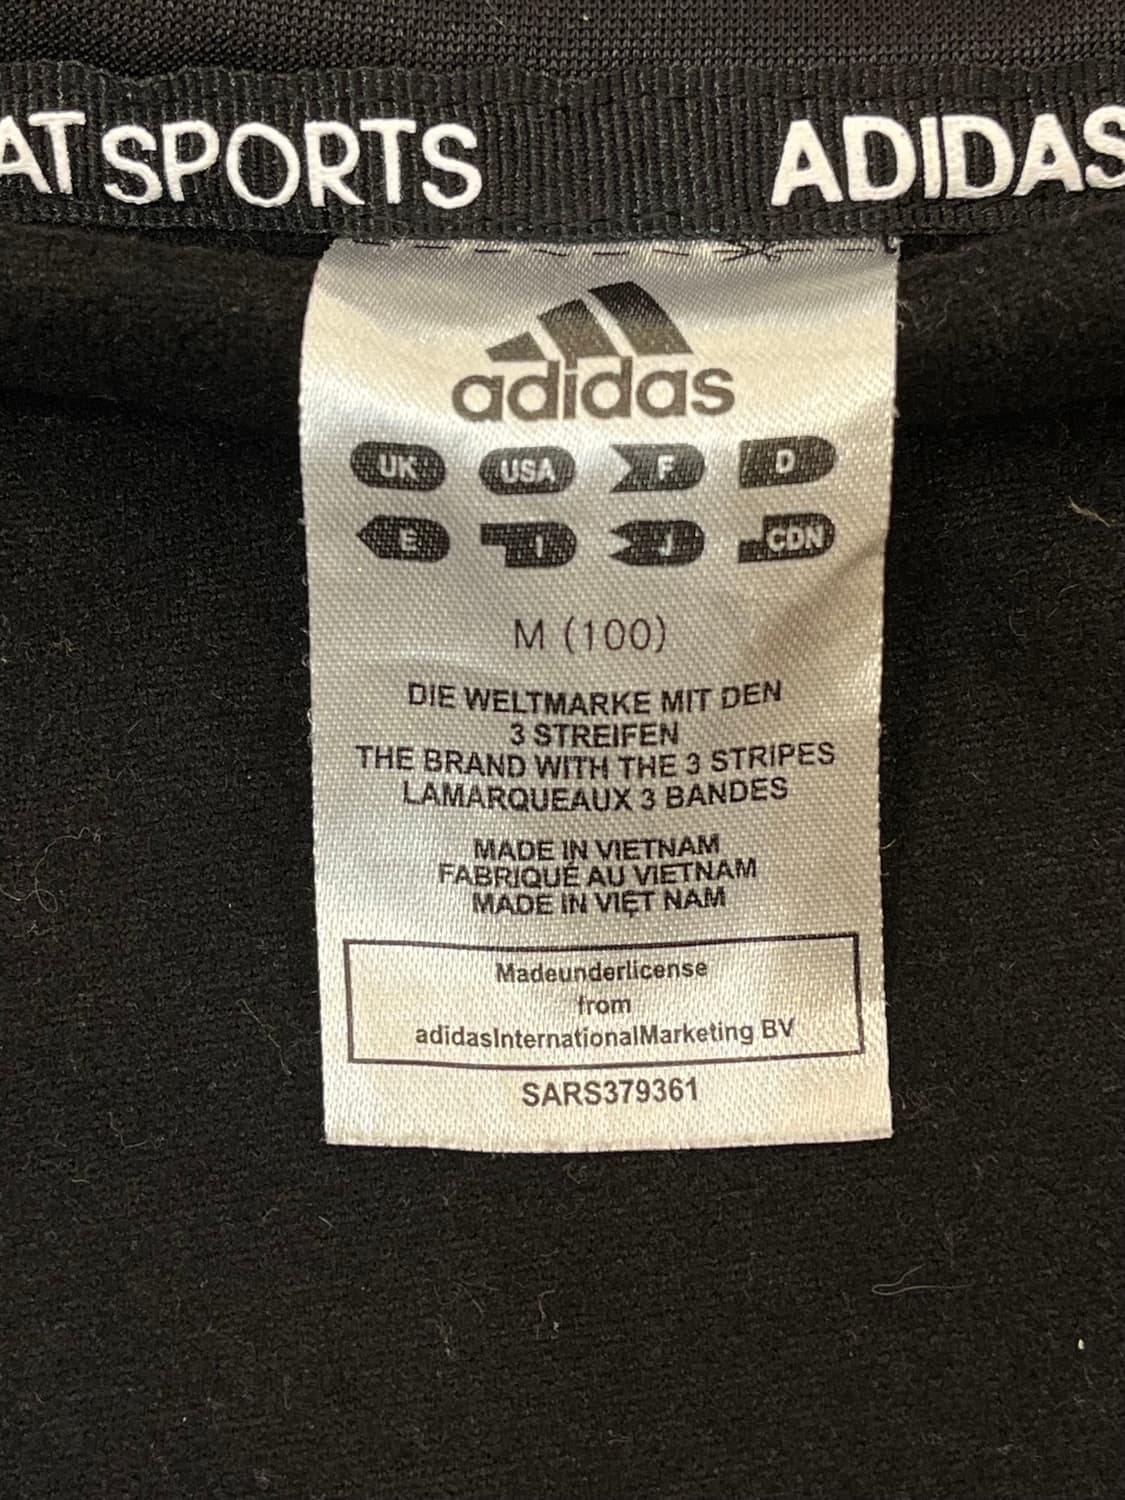 AT SPORTS ADIDAS
adidas
UK USA F D
E I J CDN
M (100)
DIE WELTMARKE MIT DEN
3 STREIFEN
THE BRAND WITH THE 3 STRIPES
LAMARQUEAUX 3 BANDES
MADE IN VIETNAM
FABRIQUÉ AU VIETNAM
MADE IN VIỆT NAM
Madeunderlicense
from
adidasInternationalMarketing BV
SARS379361